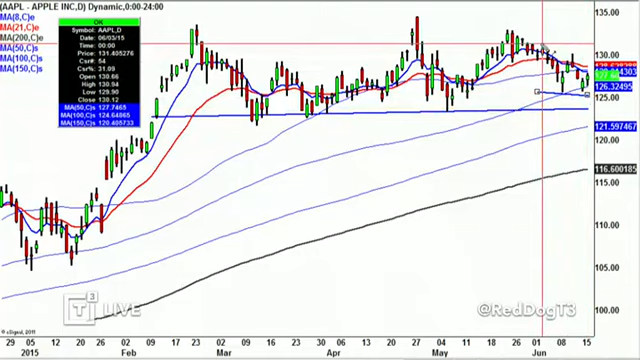 (AAPL - APPLE INC,D) Dynamic,0:00-24:00
MA(8,C)e
MA(21,C)e
MA(200,C)e
MA(50,C)s
MA(100,C)s
MA(150,C)s
OK
Symbol: AAPL,D
Date: 06/03/15
Time: 00:00
Price: 131.405276
Csr#: 54
Csr%: 31.09
Open 130.66
High 130.94
Low 129.90
Close 130.12
MA(50,C)s 127.7465
MA(100,C)s 124.64865
MA(150,C)s 120.405733
135.00
130.00
126.32495
125.00
121.597467
120.00
116.600185
115.00
110.00
105.00
100.00
T3 LIVE
@RedDogT3
© eSignal, 2011
29 05 12 20 26 Feb 09 17 23 Mar 09 16 23 Apr 13 20 27 May 11 18 26 01 08 15
2015 Feb Mar Apr May Jun